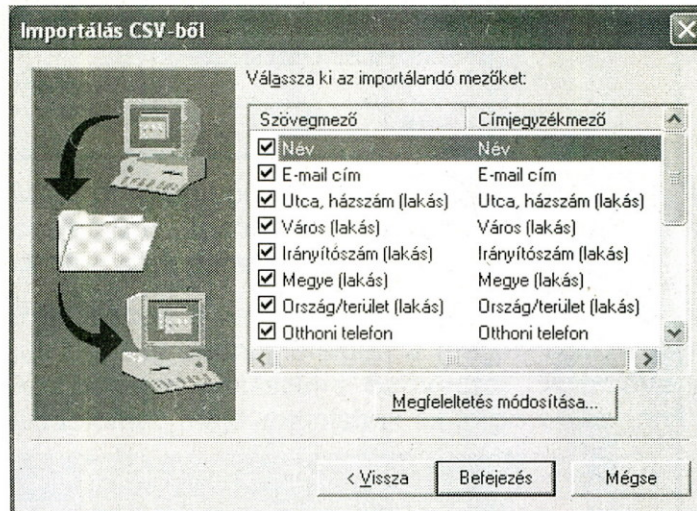 Importálás CSV-ből
Válassza ki az importálandó mezőket:
Szövegmező Címjegyzékmező
Név Név
E-mail cím E-mail cím
Utca, házszám (lakás) Utca, házszám (lakás)
Város (lakás) Város (lakás)
Irányítószám (lakás) Irányítószám (lakás)
Megye (lakás) Megye (lakás)
Ország/terület (lakás) Ország/terület (lakás)
Otthoni telefon Otthoni telefon
Megfeleltetés módosítása...
< Vissza Befejezés Mégse